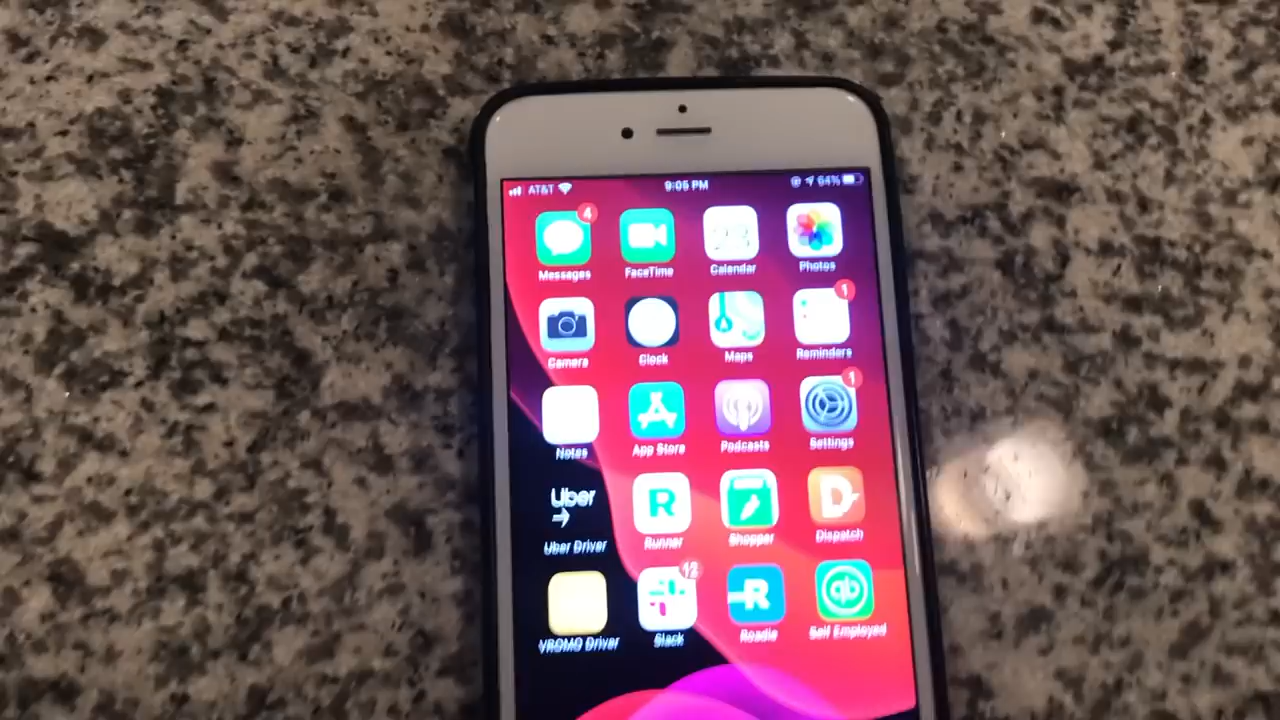 AT&T 9:05 PM 64%
4
Messages FaceTime Calendar Photos
1
Camera Clock Maps Reminders
1
Notes App Store Podcasts Settings
Uber R D
Uber Driver Runner Shopper Dispatch
12
R qb
VROMO Driver Slack Roadie Self Employed